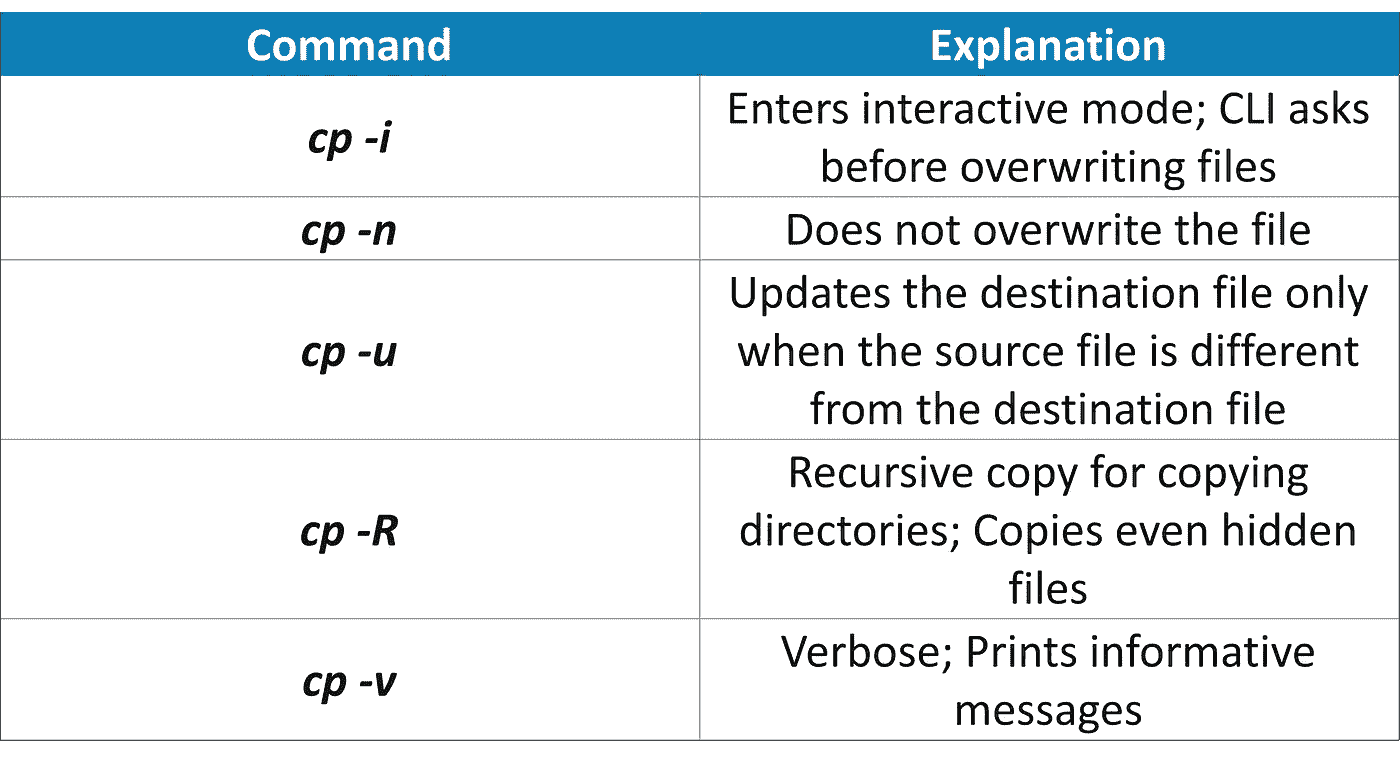 Command
Explanation
cp -i
Enters interactive mode; CLI asks
before overwriting files
cp -n
Does not overwrite the file
cp -u
Updates the destination file only
when the source file is different
from the destination file
cp -R
Recursive copy for copying
directories; Copies even hidden
files
cp -v
Verbose; Prints informative
messages